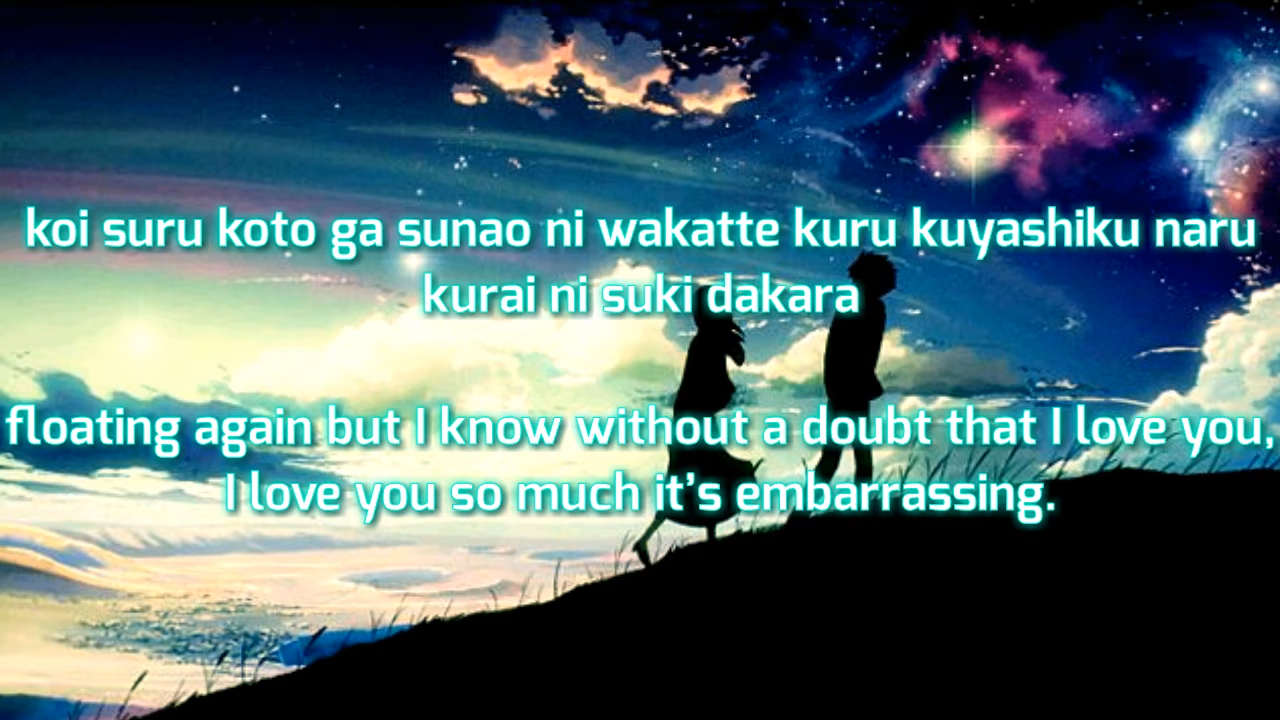 koi suru koto ga sunao ni wakatte kuru kuyashiku naru
kurai ni suki dakara
floating again but I know without a doubt that I love you,
I love you so much it's embarrassing.